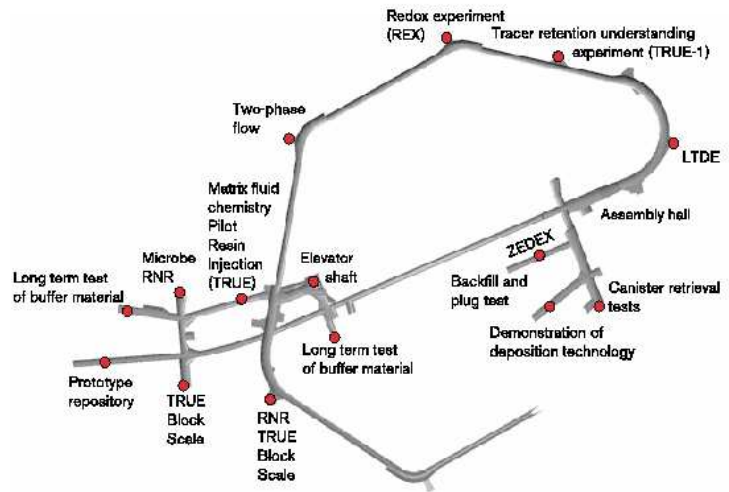 Redox experiment
(REX)
Tracer retention understanding
experiment (TRUE-1)
Two-phase
flow
LTDE
Matrix fluid
chemistry
Pilot
Resin
Injection
(TRUE)
Assembly hall
ZEDEX
Microbe
RNR
Elevator
shaft
Long term test
of buffer material
Backfill and
plug test
Canister retrieval
tests
Demonstration of
deposition technology
Long term test
of buffer material
Prototype
repository
TRUE
Block
Scale
RNR
TRUE
Block
Scale